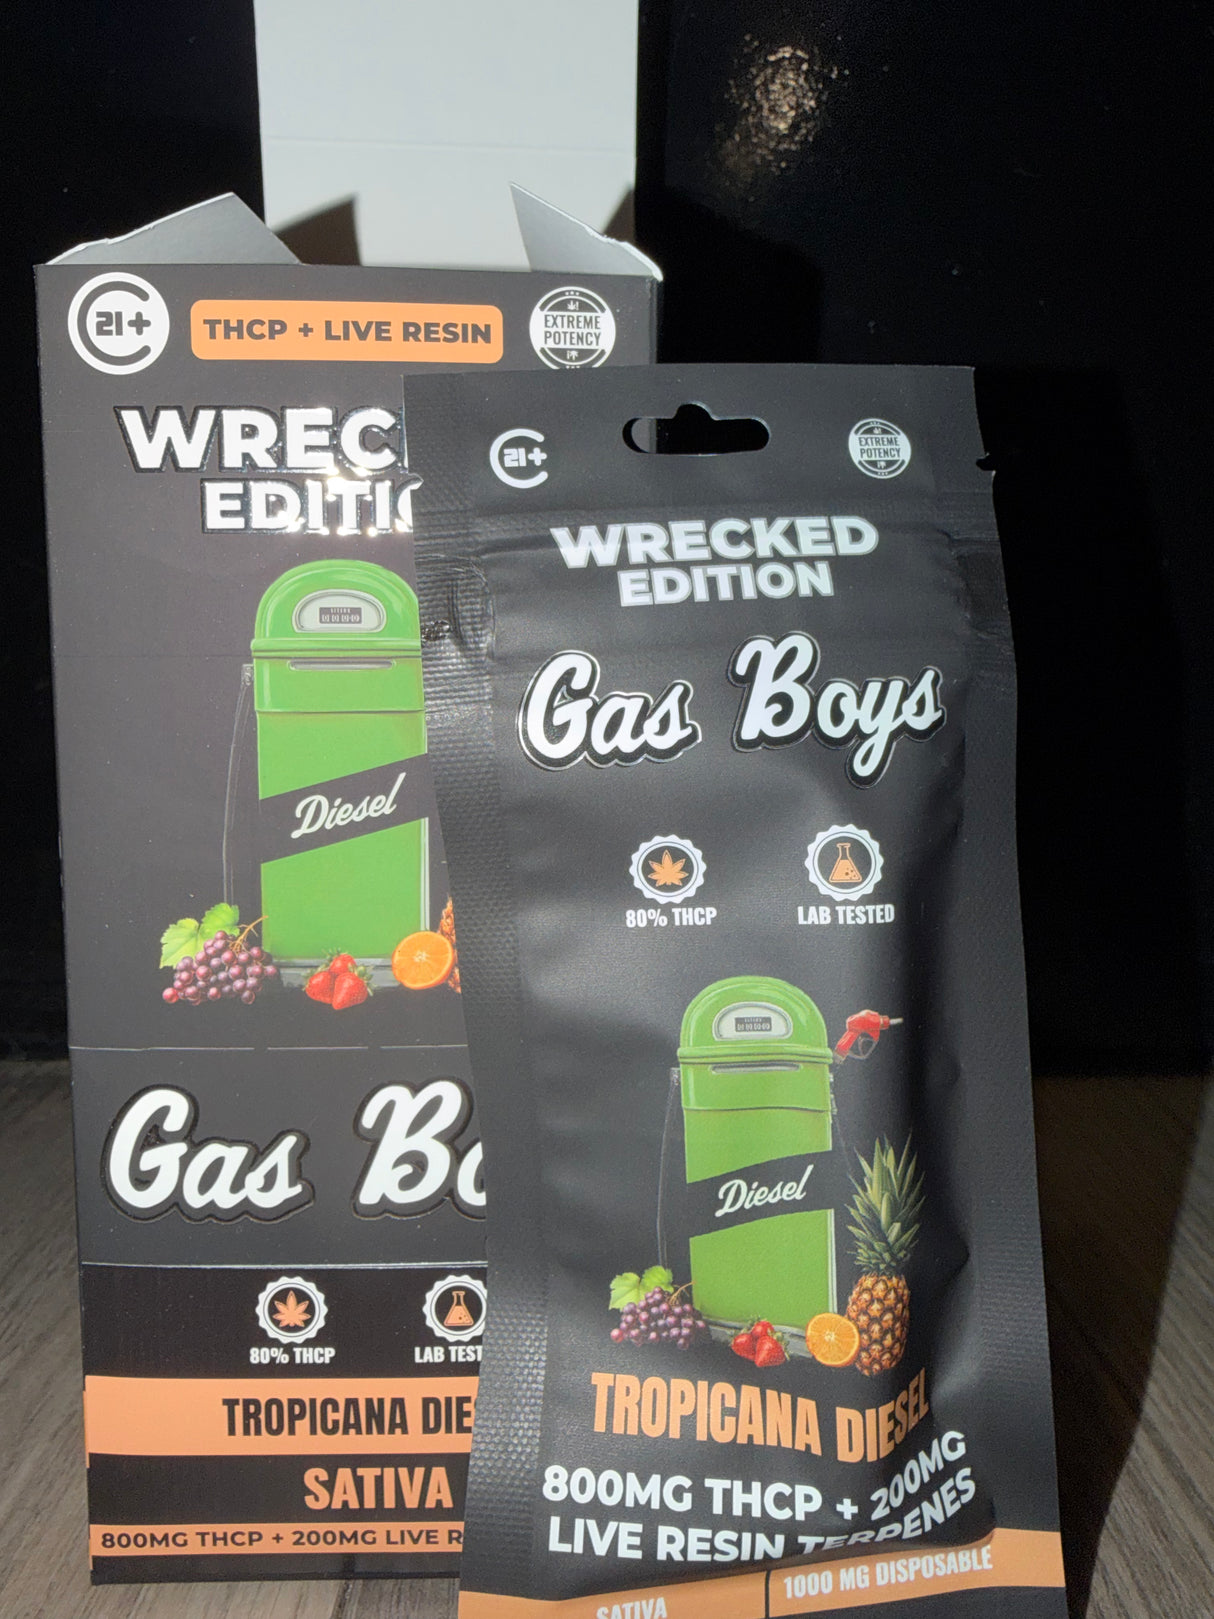 21+
THCP + LIVE RESIN
EXTREME
POTENCY
WREC
EDITI
Diesel
Gas Bo
80% THCP
LAB TEST
TROPICANA DIE
SATIVA
800MG THCP + 200MG LIVE R
21+
EXTREME
POTENCY
WRECKED
EDITION
Gas Boys
80% THCP
LAB TESTED
Diesel
TROPICANA DIESEL
800MG THCP + 200MG
LIVE RESIN TERPENES
SATIVA
1000 MG DISPOSABLE